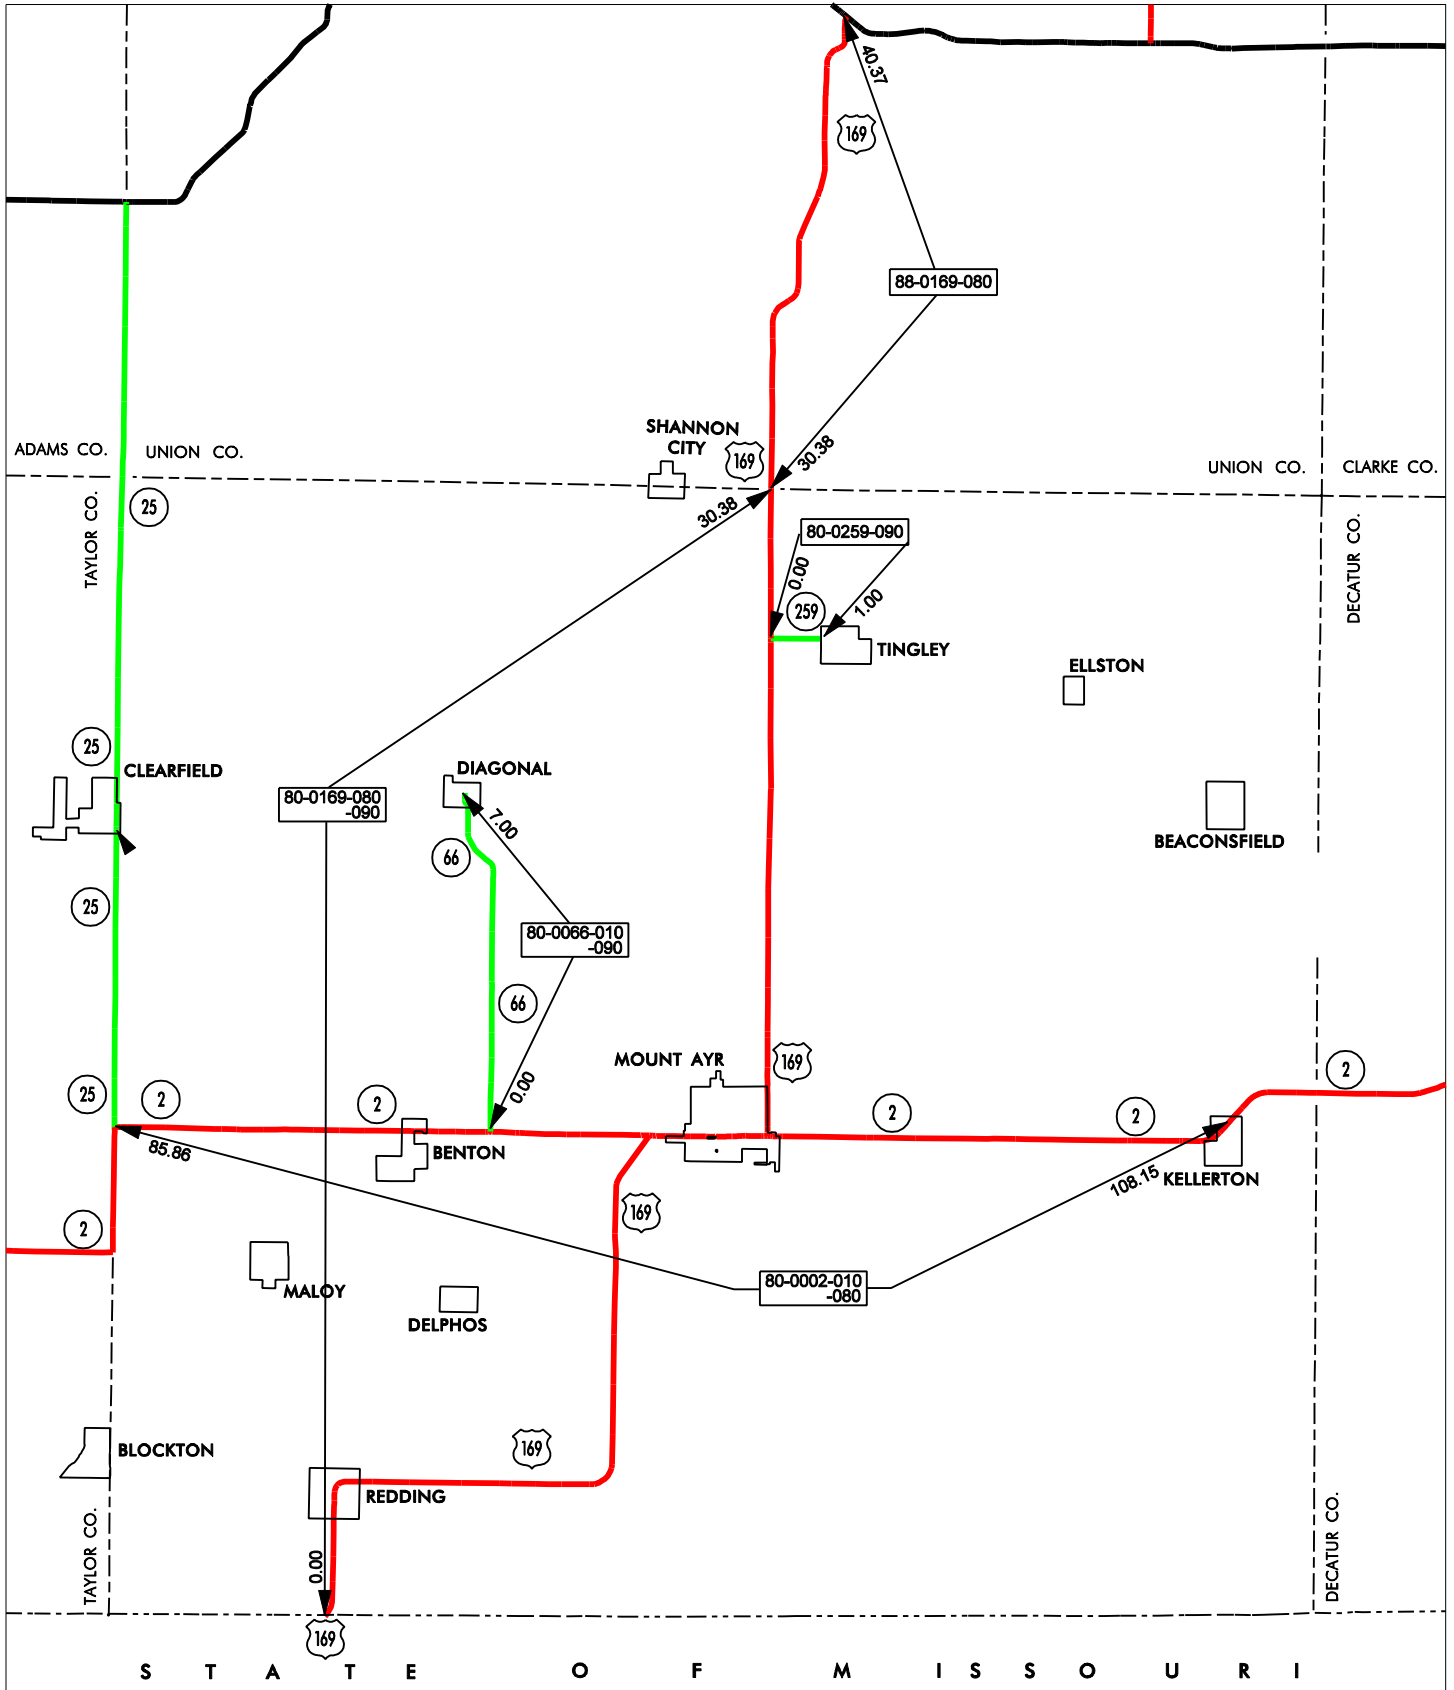 40.37
169
88-0169-080
SHANNON
CITY
169
30.38
ADAMS CO.
UNION CO.
UNION CO.
CLARKE CO.
TAYLOR CO.
25
30.38
80-0259-090
0.00
259
1.00
DECATUR CO.
TINGLEY
ELLSTON
25
CLEARFIELD
80-0169-080
-090
DIAGONAL
7.00
66
BEACONSFIELD
25
80-0066-010
-090
66
MOUNT AYR
169
0.00
25
2
2
2
2
2
85.86
BENTON
108.15
KELLERTON
2
169
MALOY
DELPHOS
80-0002-010
-080
BLOCKTON
169
REDDING
TAYLOR CO.
0.00
DECATUR CO.
169
STATE OF MISSOURI